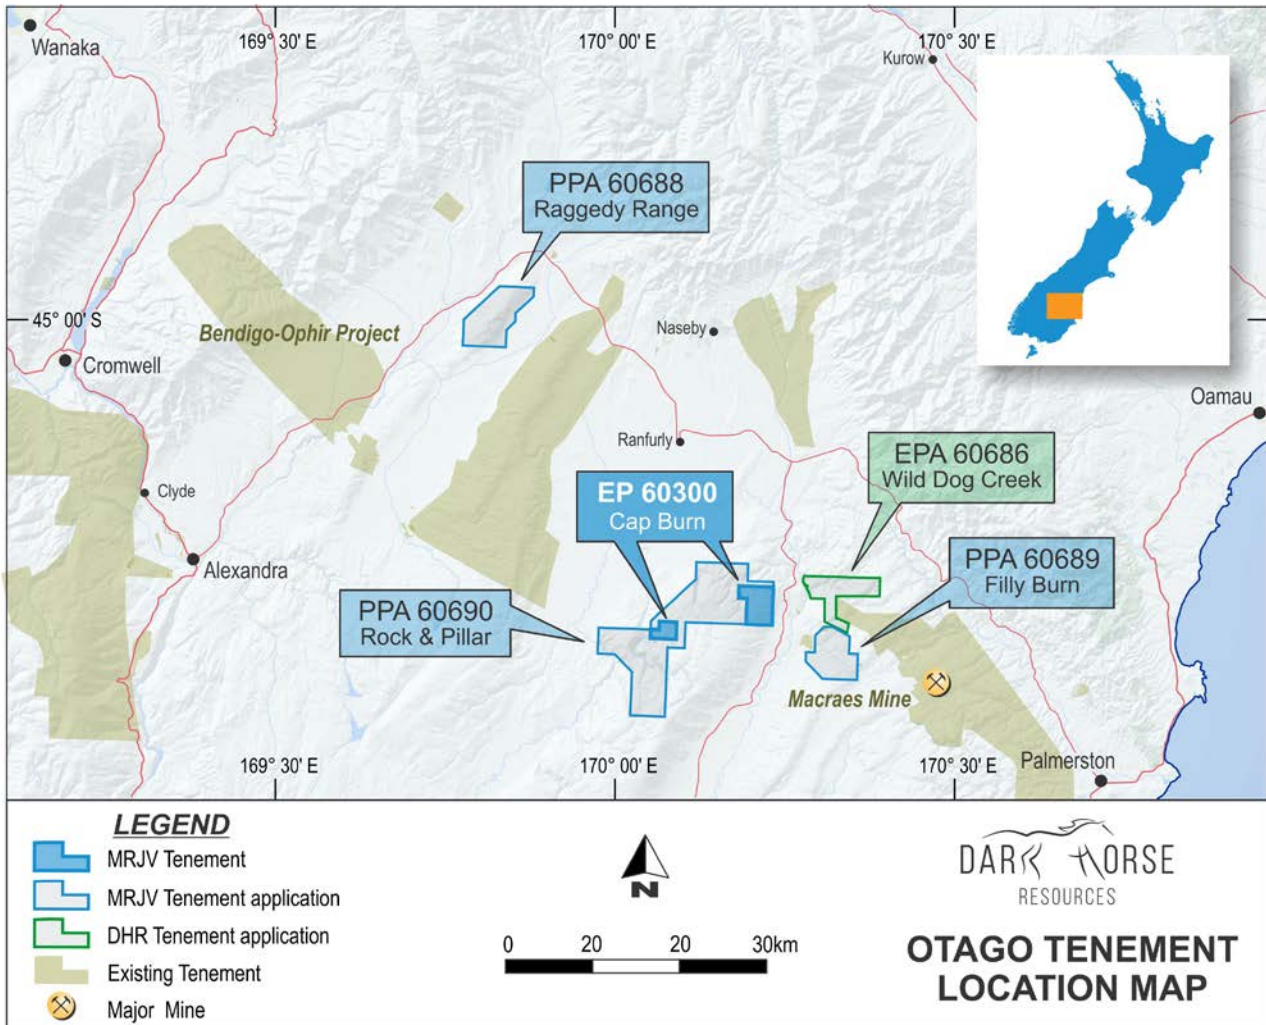 169° 30' E
170° 00' E
170° 30' E
Wanaka
Kurow
PPA 60688
Raggedy Range
45° 00' S
Bendigo-Ophir Project
Naseby
Cromwell
Oamau
Ranfurly
EPA 60686
Wild Dog Creek
EP 60300
Cap Burn
Clyde
PPA 60689
Filly Burn
Alexandra
PPA 60690
Rock & Pillar
Macraes Mine
Palmerston
169° 30' E
170° 00' E
170° 30' E
LEGEND
MRJV Tenement
MRJV Tenement application
DHR Tenement application
Existing Tenement
Major Mine
N
0 20 20 30km
DARK HORSE
RESOURCES
OTAGO TENEMENT
LOCATION MAP